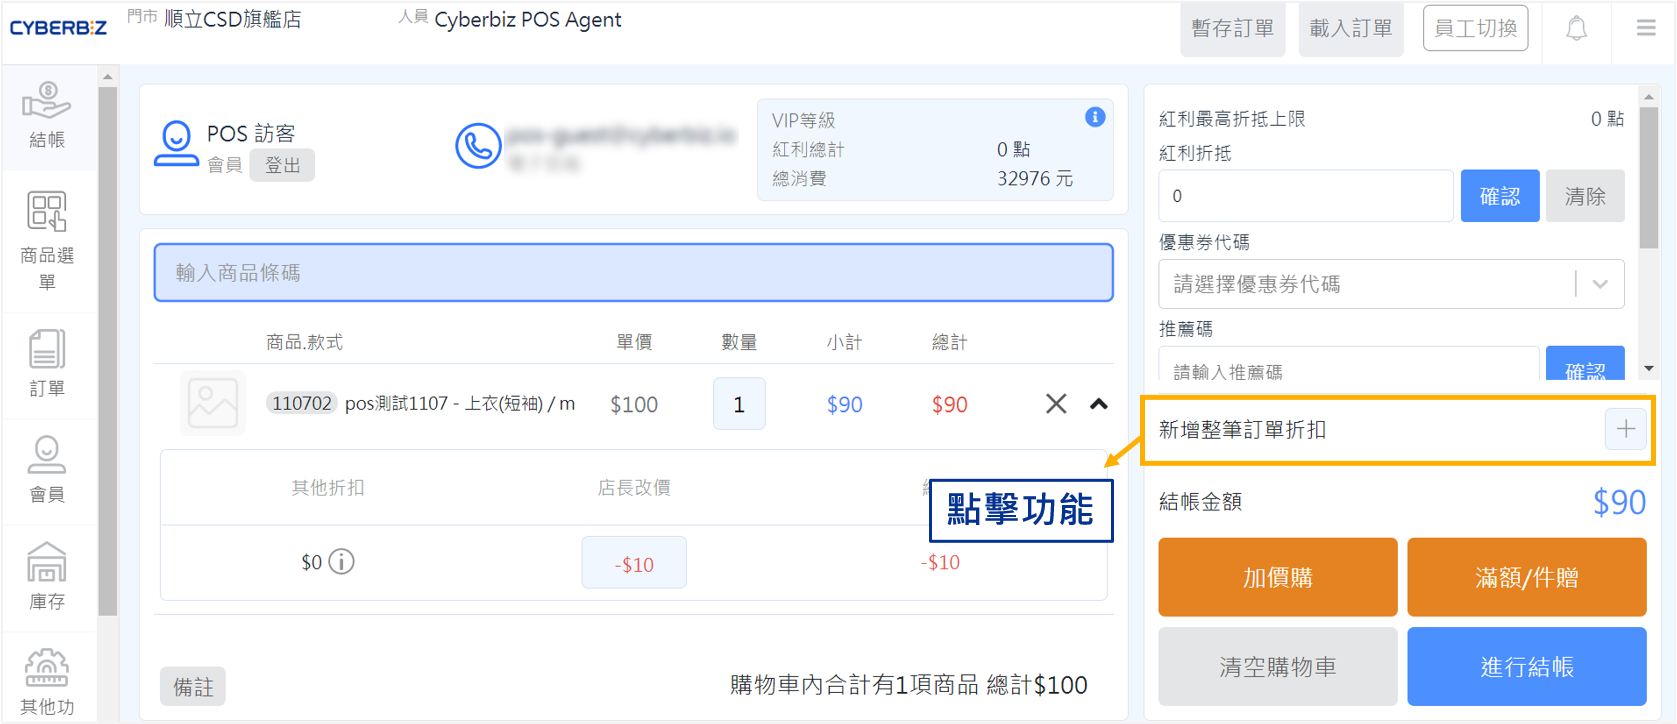 CYBERBIZ
門市 順立CSD旗艦店
人員 Cyberbiz POS Agent
暫存訂單
載入訂單
員工切換
結帳
商品選
單
訂單
會員
庫存
其他功
POS 訪客
會員 登出
VIP等級
紅利總計 0 點
總消費 32976 元
輸入商品條碼
商品.款式 單價 數量 小計 總計
110702 pos測試1107 - 上衣(短袖) / m $100 1 $90 $90
其他折扣 店長改價
$0 -$10 -$10
備註
購物車內合計有1項商品 總計$100
紅利最高折抵上限 0 點
紅利折抵
0 確認 清除
優惠券代碼
請選擇優惠券代碼
推薦碼
請輸入推薦碼 確認
新增整筆訂單折扣
點擊功能
結帳金額 $90
加價購 滿額/件贈
清空購物車 進行結帳